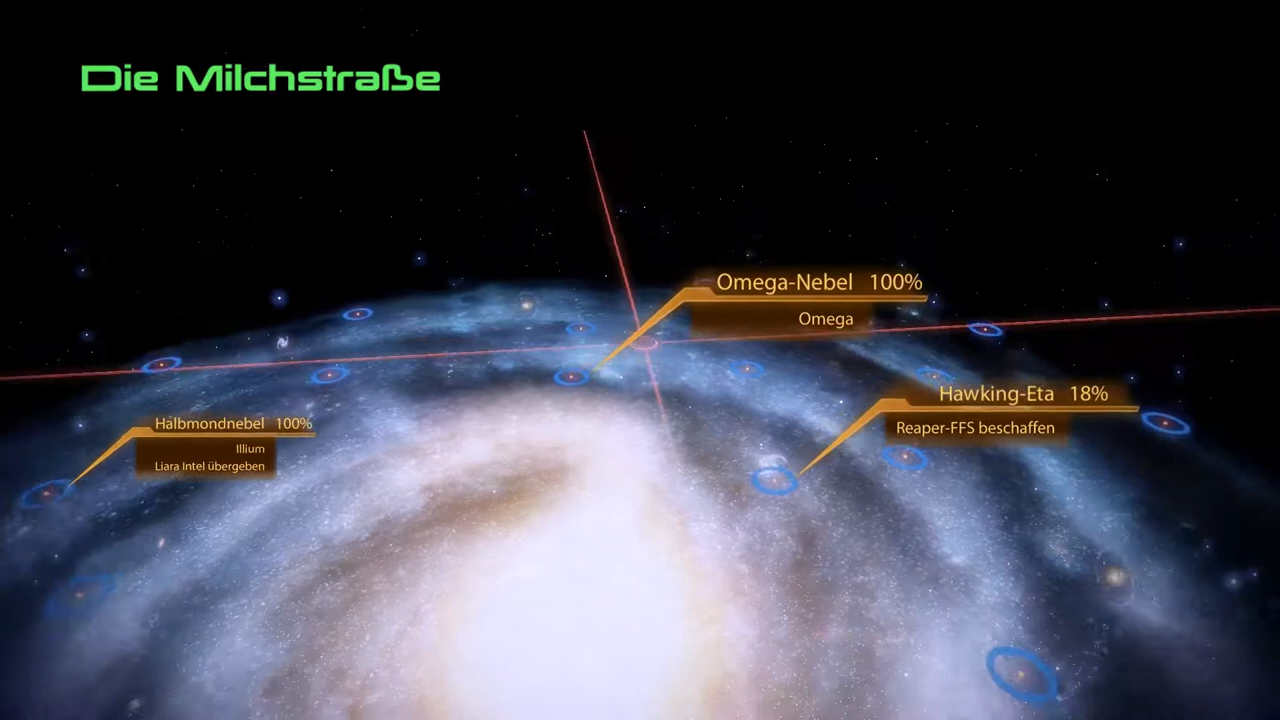 Die Milchstraße
Omega-Nebel 100%
Omega
Hawking-Eta 18%
Reaper-FFS beschaffen
Halbmondnebel 100%
Illium
Liara Intel übergeben